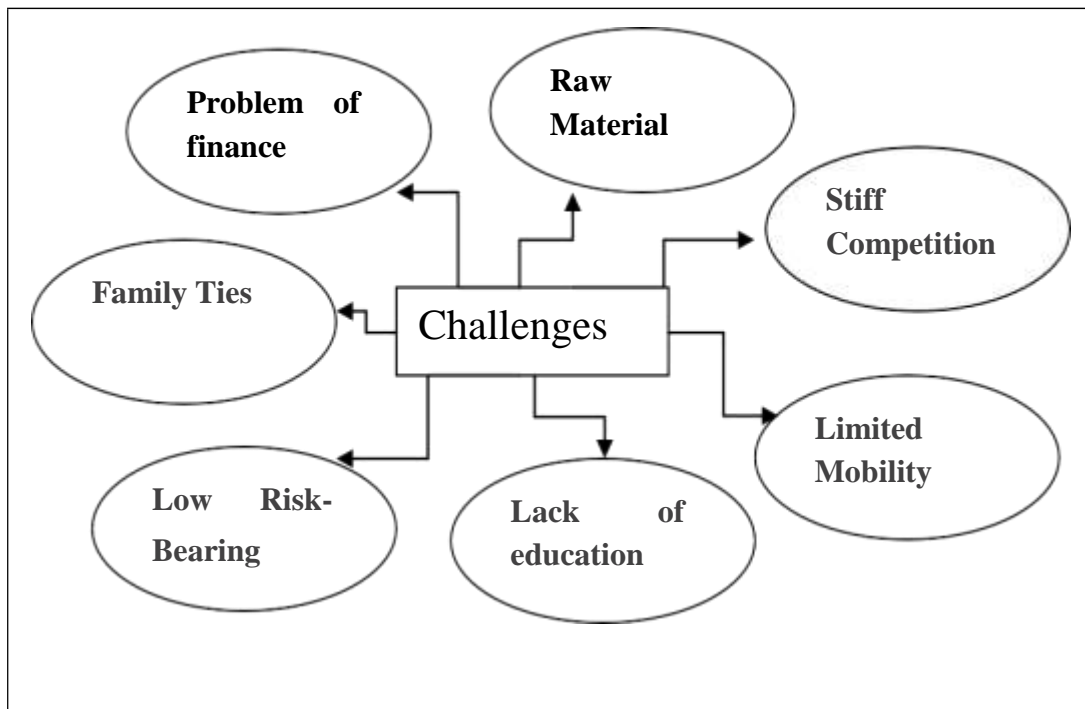 Problem of
finance
Raw
Material
Stiff
Competition
Family Ties
Challenges
Limited
Mobility
Low Risk-
Bearing
Lack of
education